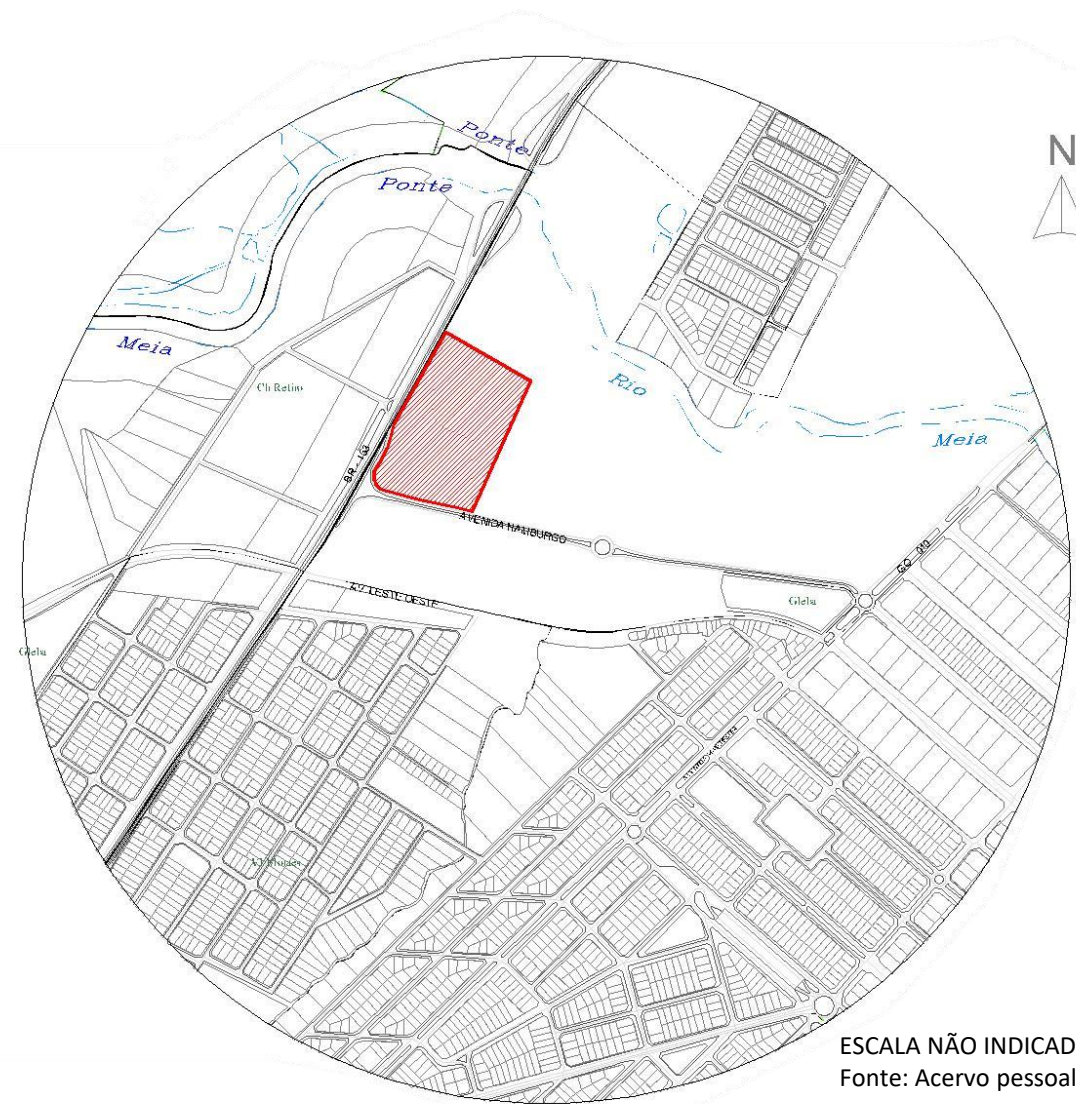 Ponte
N
Ponte
Meia
Ch Retiro
Rio
Meia
BR - 153
AVENIDA HAMBURGO
GO 010
AV LESTE OESTE
Gleba
Gleba
ESCALA NÃO INDICAD
Fonte: Acervo pessoal